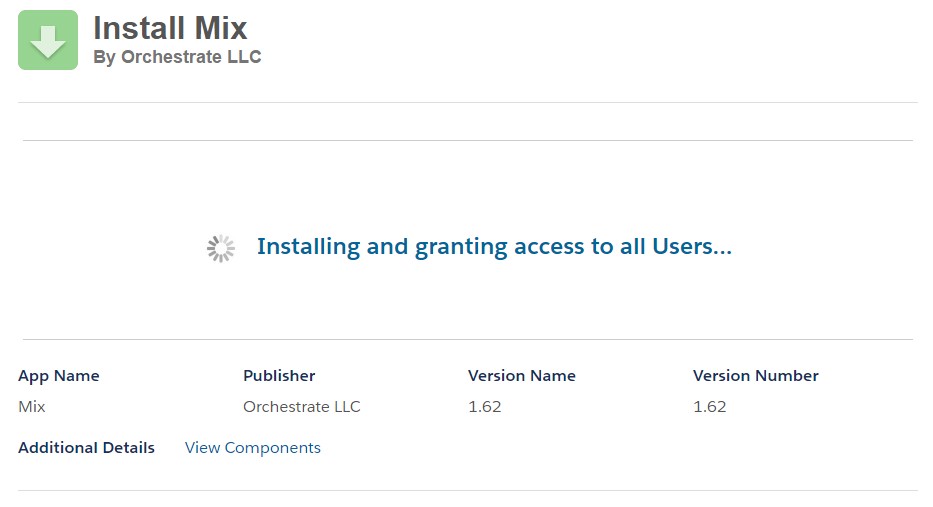 Install Mix
By Orchestrate LLC
Installing and granting access to all Users...
App Name Publisher Version Name Version Number
Mix Orchestrate LLC 1.62 1.62
Additional Details View Components